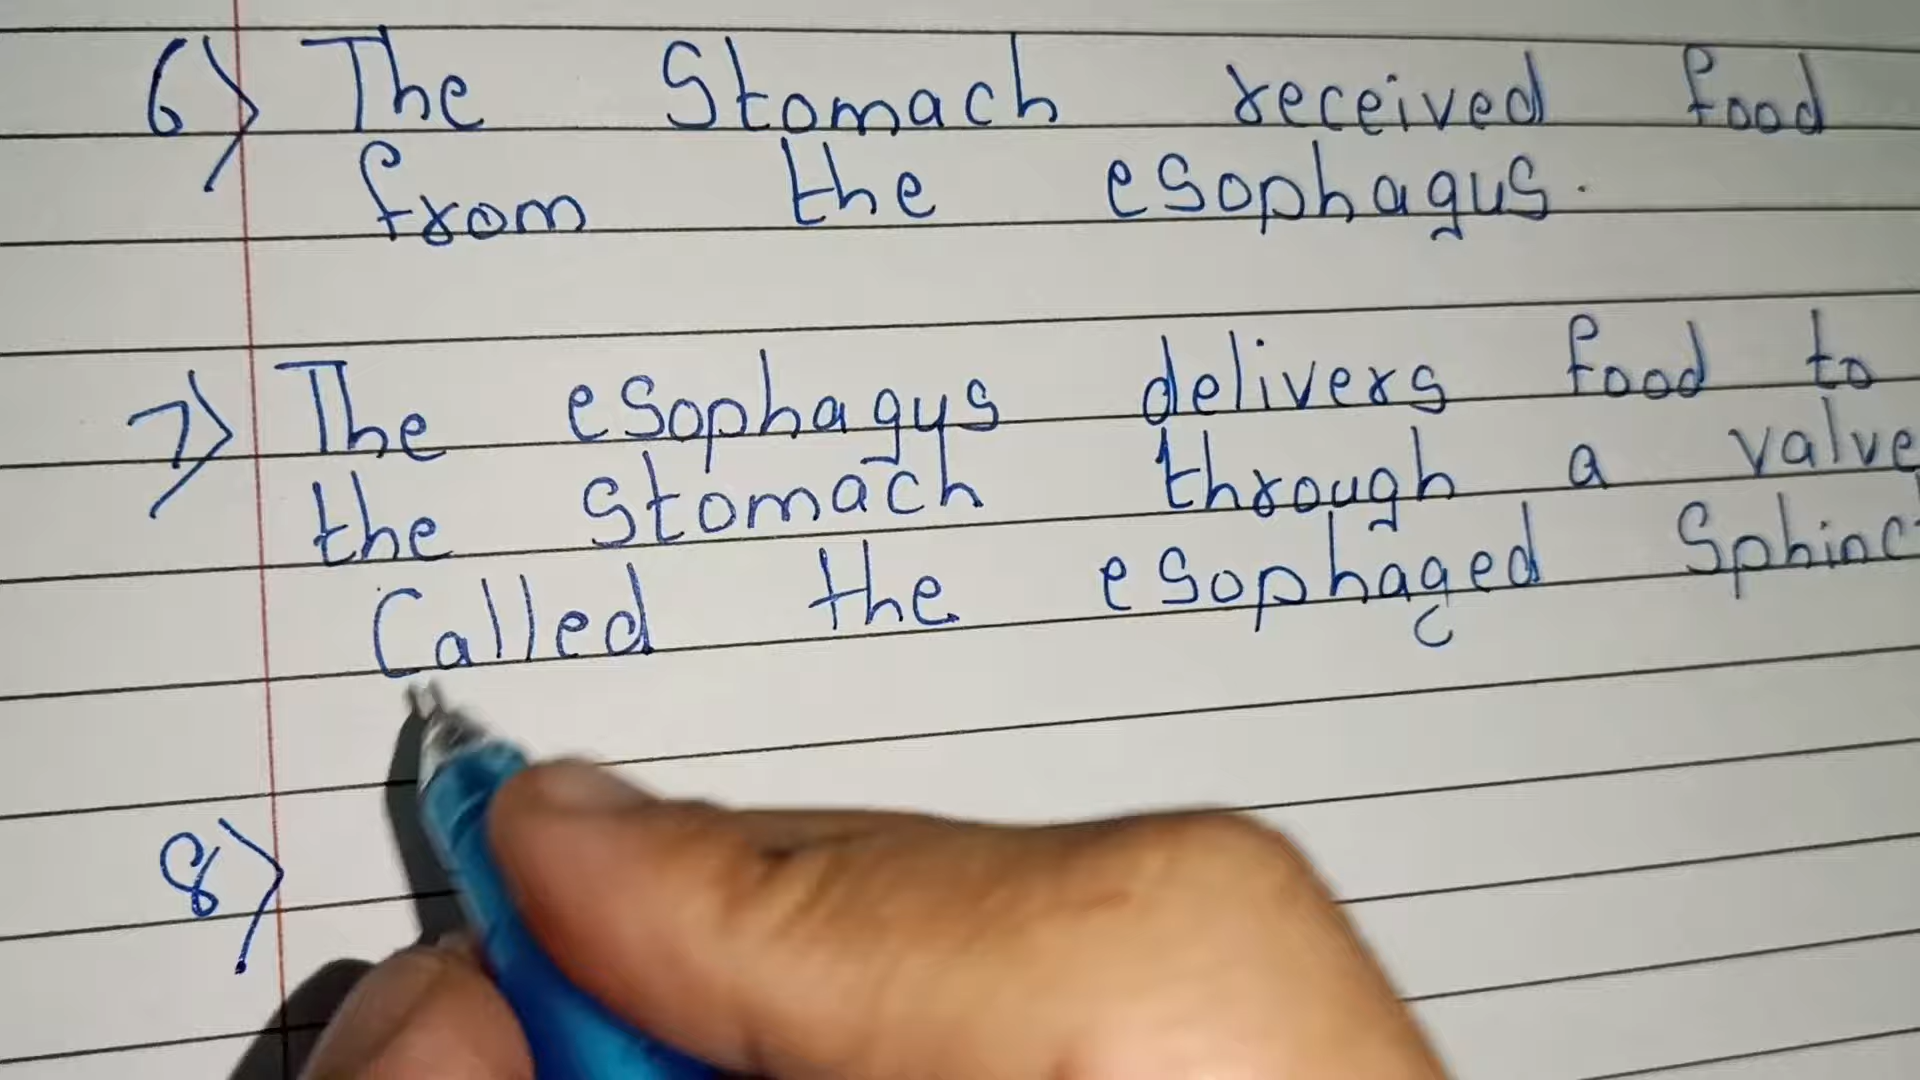 6) The Stomach received food
from the esophagus.
7) The esophagus delivers food to
the stomach through a valve
Called the esophaged Sphinc
8)